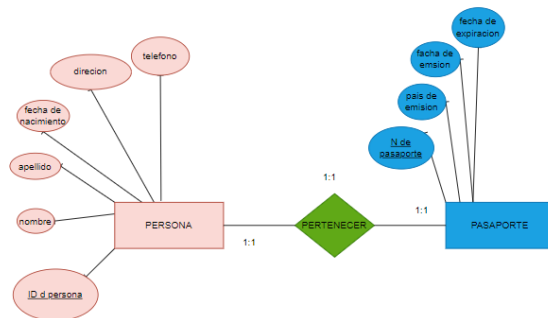 fecha de
expiracion
telefono
facha de
emsion
direcion
pais de
emision
fecha de
nacimiento
N de
pasaorte
apellido
1:1
nombre
1:1
PERSONA
PERTENECER
PASAPORTE
1:1
ID d persona